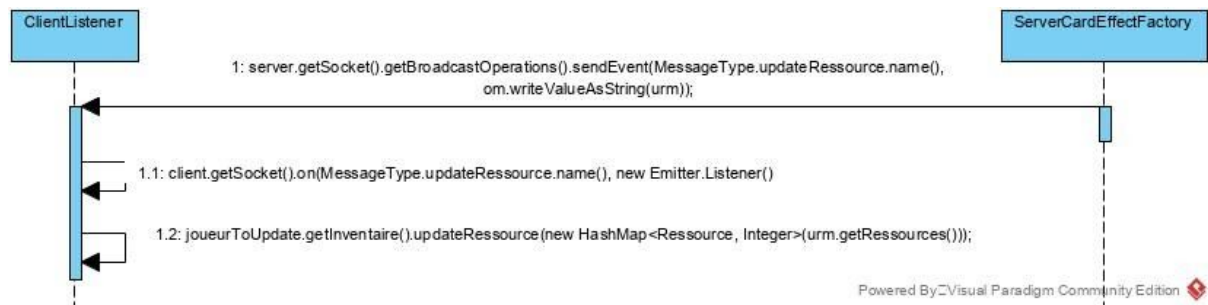 ClientListener
ServerCardEffectFactory
1: server.getSocket().getBroadcastOperations().sendEvent(MessageType.updateRessource.name(),
om.writeValueAsString(urm));
1.1: client.getSocket().on(MessageType.updateRessource.name(), new Emitter.Listener()
1.2: joueurToUpdate.getInventaire().updateRessource(new HashMap<Ressource, Integer>(urm.getRessources()));
Powered By Visual Paradigm Community Edition